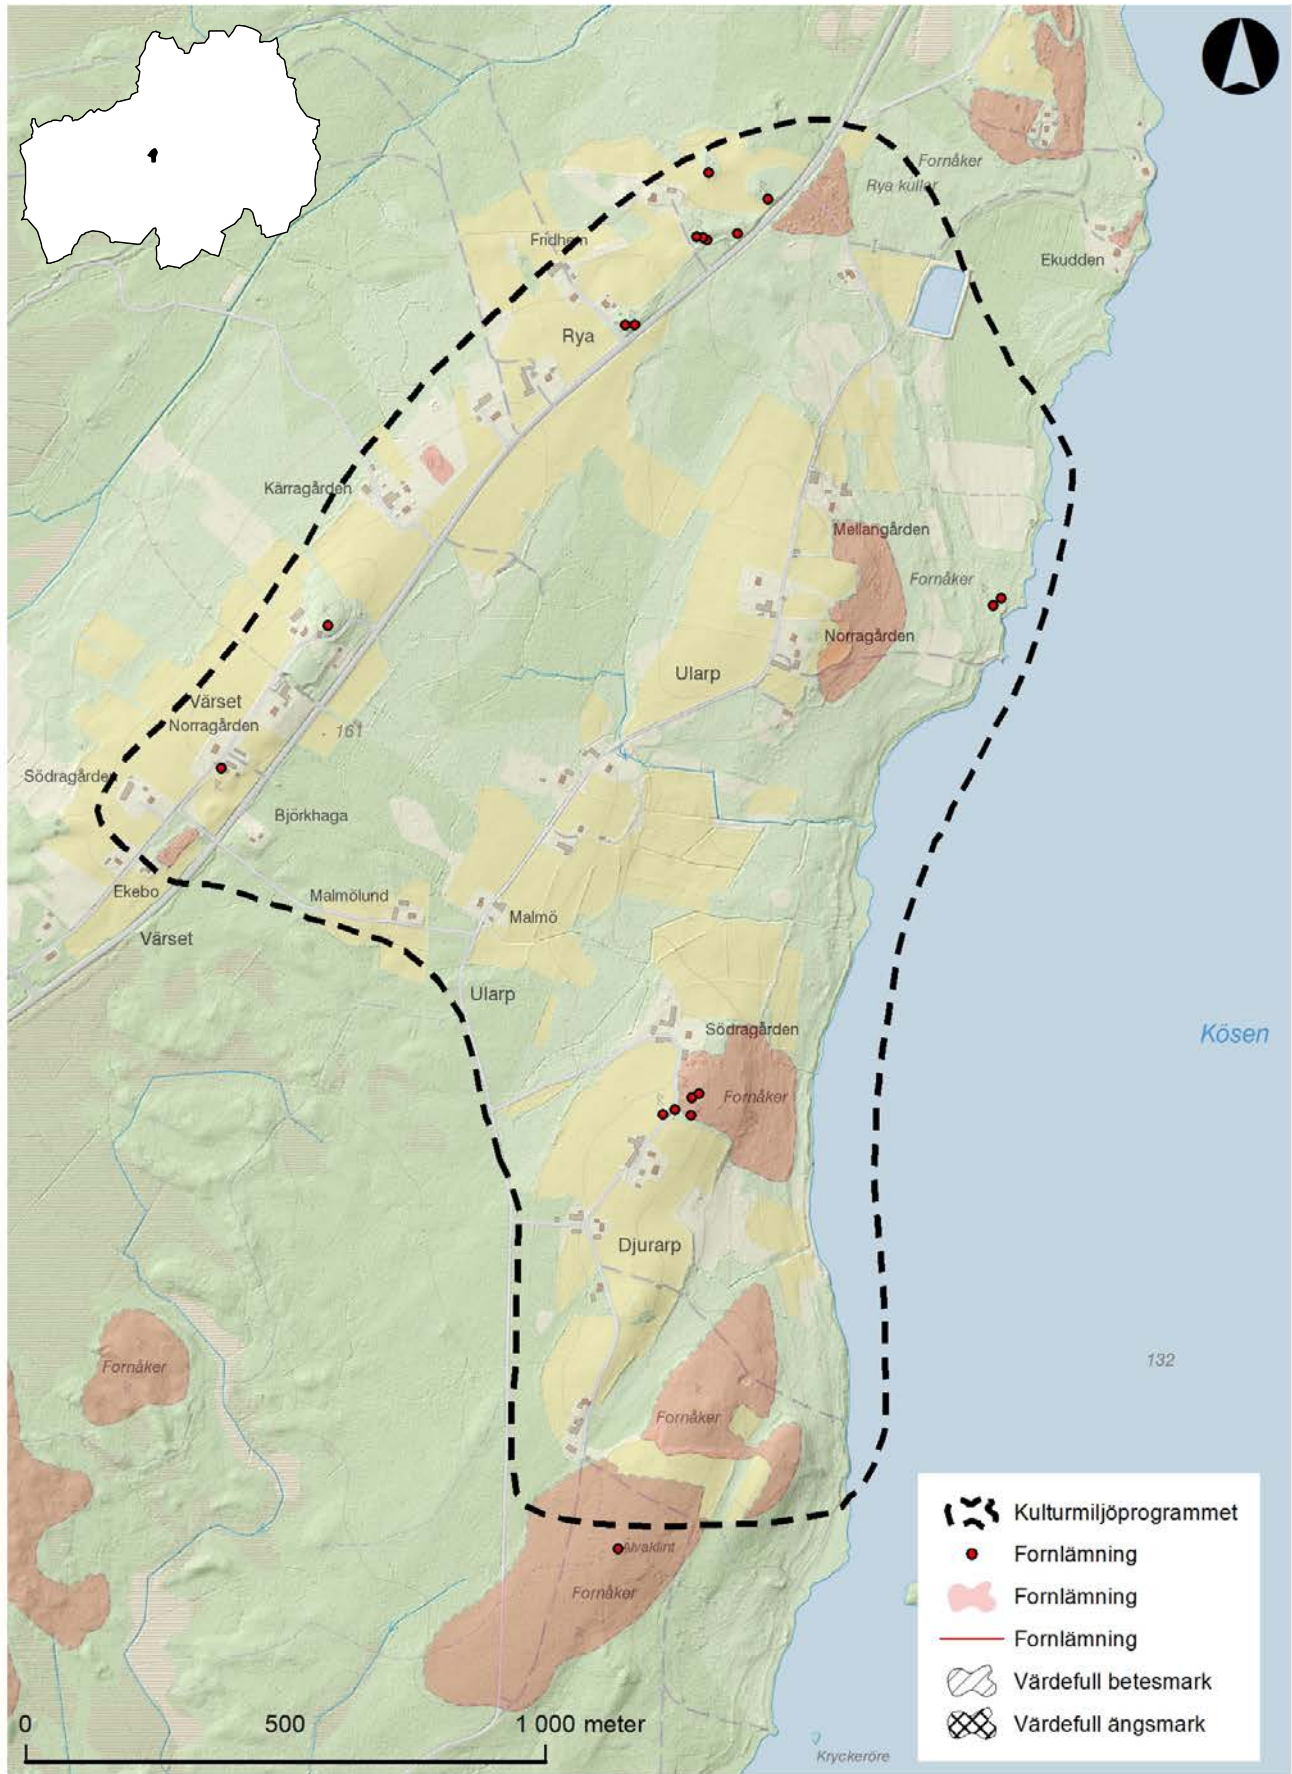 Fornåker
Rya kullar
Fridhem
Ekudden
Rya
Kärragården
Mellangården
Fornåker
Norragården
Ularp
Värset
Norragården
161
Södragården
Björkhaga
Ekebo
Malmölund
Malmö
Värset
Ularp
Södragården
Kösen
Fornåker
Djurarp
132
Fornåker
Fornåker
Alvaklint
Fornåker
Kulturmiljöprogrammet
Fornlämning
Fornlämning
Fornlämning
Värdefull betesmark
Värdefull ängsmark
0 500 1 000 meter
Kryckeröre